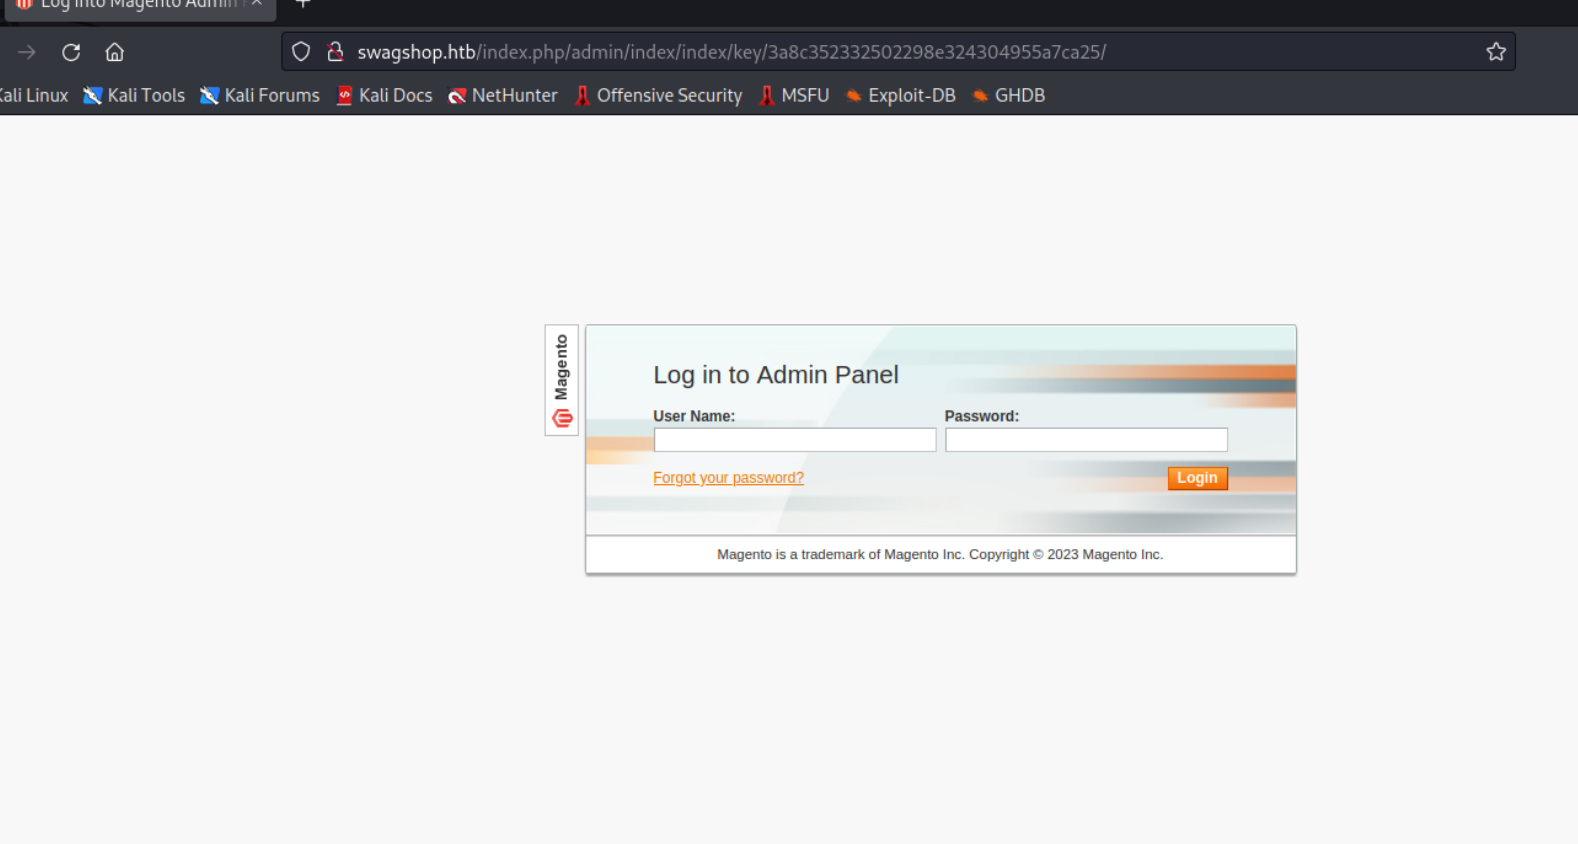 Log into Magento Admin
swagshop.htb/index.php/admin/index/index/key/3a8c352332502298e324304955a7ca25/
Kali Linux Kali Tools Kali Forums Kali Docs NetHunter Offensive Security MSFU Exploit-DB GHDB
Magento
Log in to Admin Panel
User Name: Password:
Forgot your password? Login
Magento is a trademark of Magento Inc. Copyright © 2023 Magento Inc.